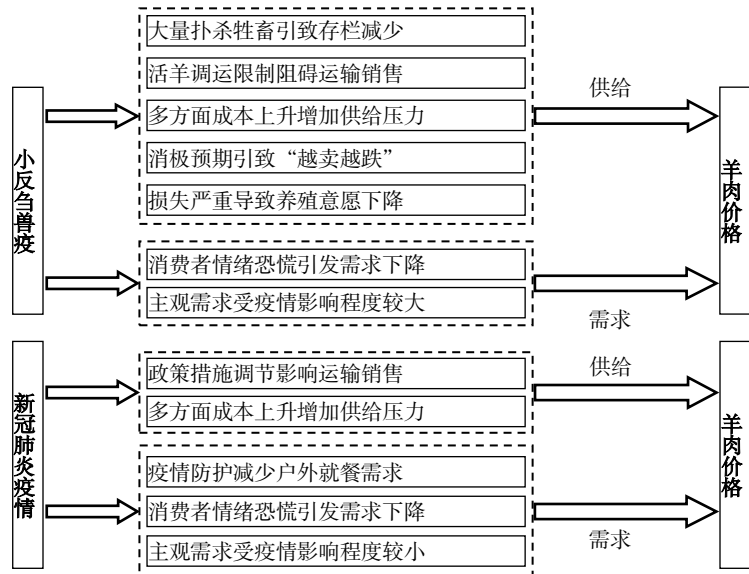 小反刍兽疫
大量扑杀牲畜引致存栏减少
活羊调运限制阻碍运输销售
多方面成本上升增加供给压力
消极预期引致“越卖越跌”
损失严重导致养殖意愿下降
供给
消费者情绪恐慌引发需求下降
主观需求受疫情影响程度较大
需求
羊肉价格
新冠肺炎疫情
政策措施调节影响运输销售
多方面成本上升增加供给压力
供给
疫情防护减少户外就餐需求
消费者情绪恐慌引发需求下降
主观需求受疫情影响程度较小
需求
羊肉价格